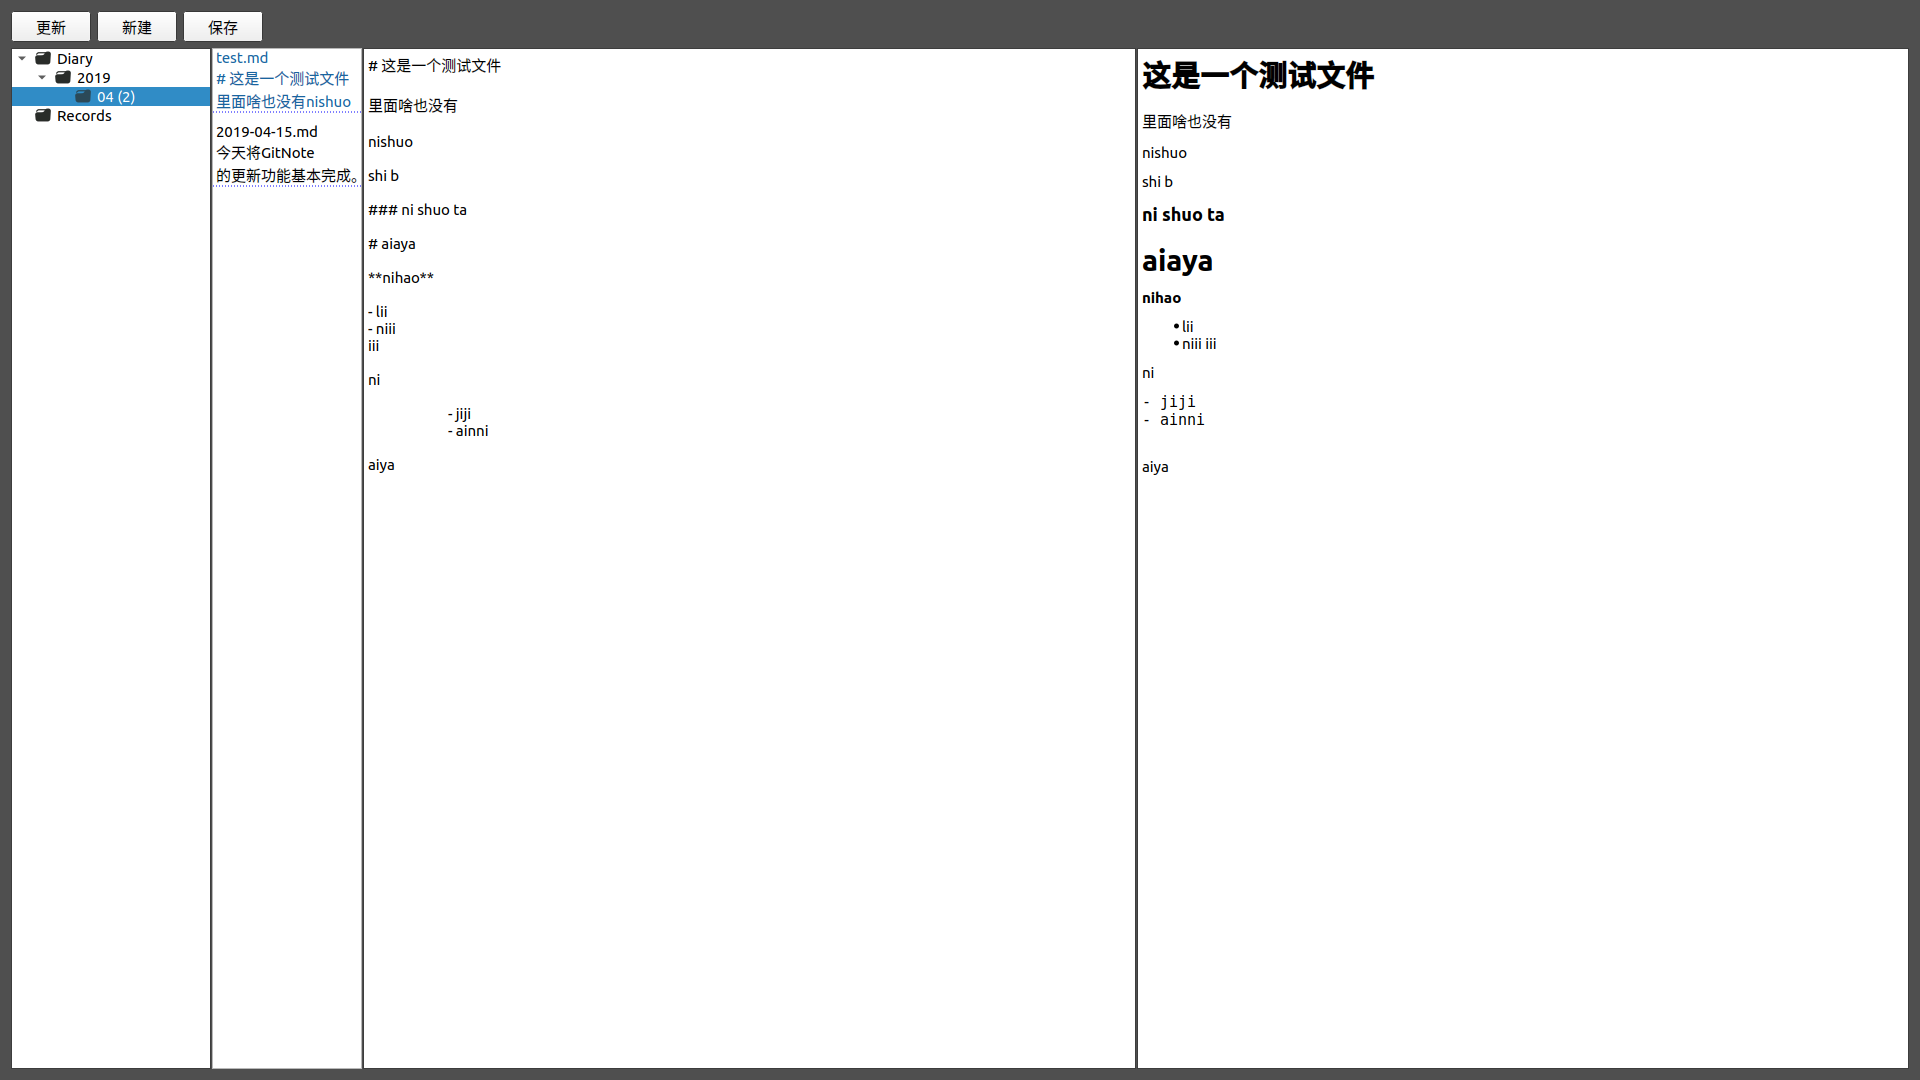 更新 新建 保存
Diary
2019
04 (2)
Records
test.md
# 这是一个测试文件
里面啥也没有nishuo
2019-04-15.md
今天将GitNote
的更新功能基本完成。
# 这是一个测试文件
里面啥也没有
nishuo
shi b
### ni shuo ta
# aiaya
**nihao**
- lii
- niii
iii
ni
- jiji
- ainni
aiya
这是一个测试文件
里面啥也没有
nishuo
shi b
ni shuo ta
aiaya
nihao
• lii
• niii iii
ni
- jiji
- ainni
aiya